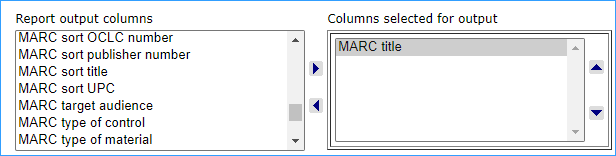 Report output columns
MARC sort OCLC number
MARC sort publisher number
MARC sort title
MARC sort UPC
MARC target audience
MARC type of control
MARC type of material
Columns selected for output
MARC title